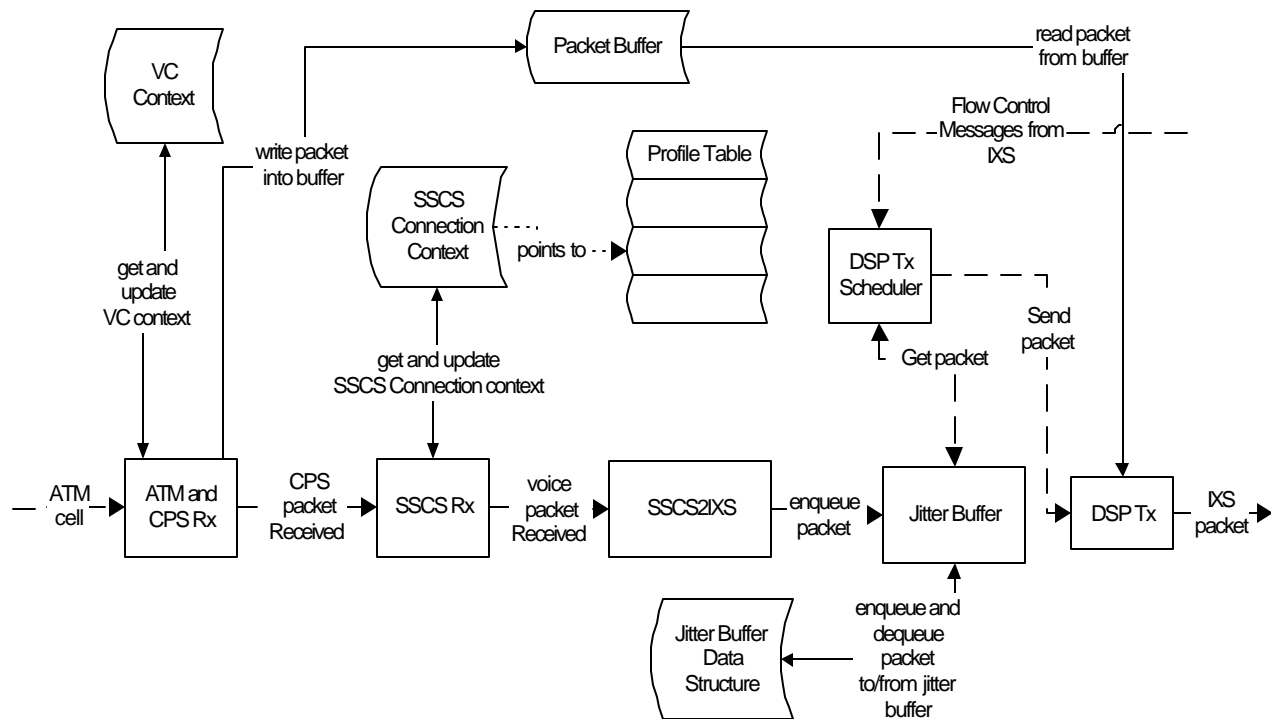 VC
Context
Packet Buffer
read packet
from buffer
Flow Control
Messages from
IXS
write packet
into buffer
Profile Table
SSCS
Connection
Context
points to
DSP Tx
Scheduler
get and
update
VC context
Send
packet
get and update
SSCS Connection context
Get packet
ATM
cell
ATM and
CPS Rx
CPS
packet
Received
SSCS Rx
voice
packet
Received
SSCS2IXS
enqueue
packet
Jitter Buffer
DSP Tx
IXS
packet
Jitter Buffer
Data
Structure
enqueue and
dequeue
packet
to/from jitter
buffer